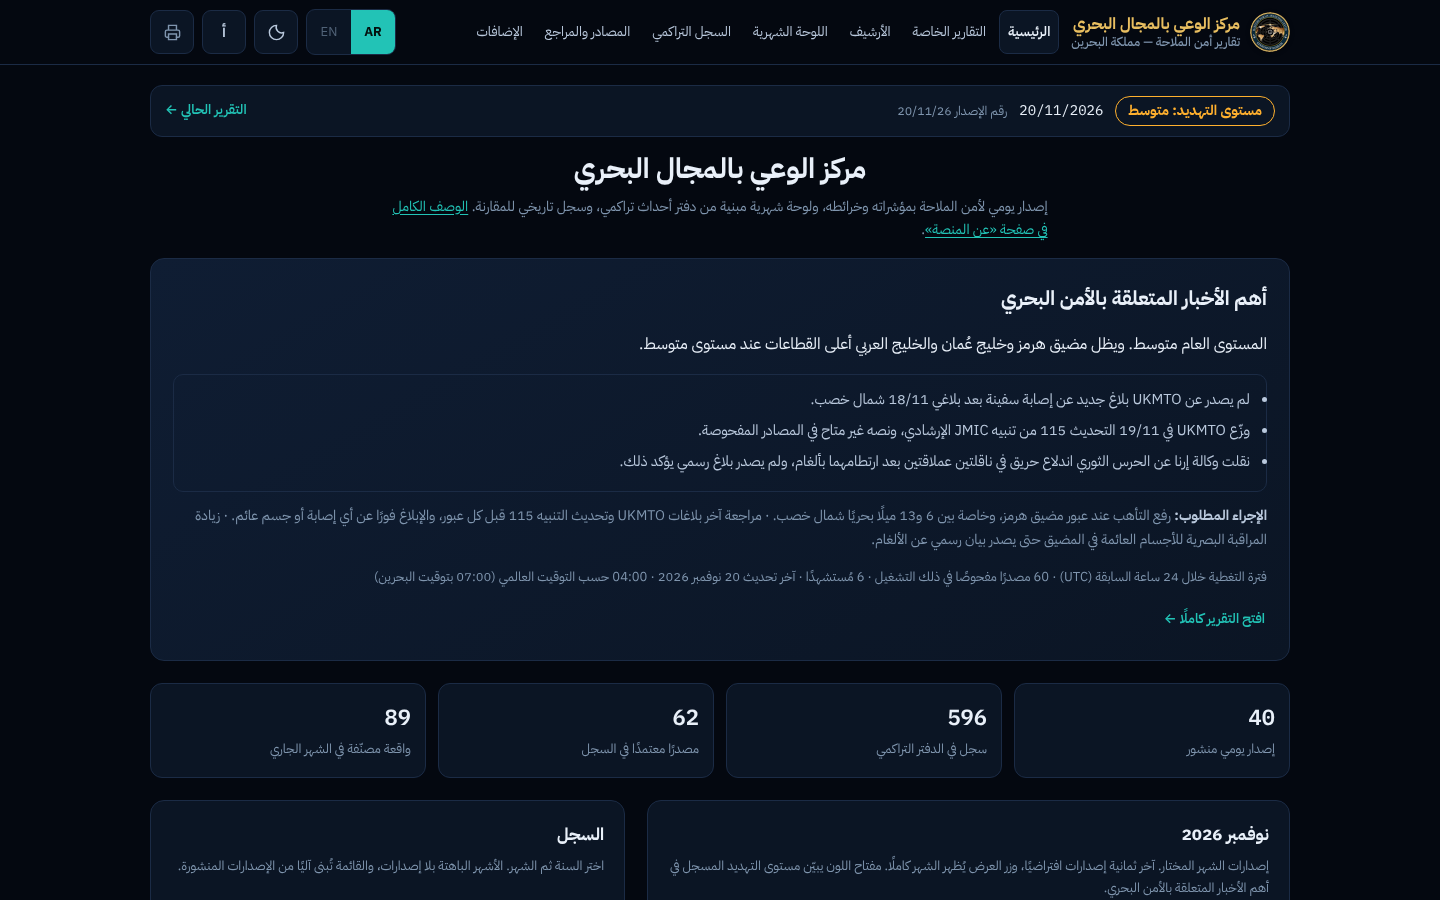 مركز الوعي بالمجال البحري
تقارير أمن الملاحة — مملكة البحرين
الرئيسية
التقارير الخاصة
الأرشيف
اللوحة الشهرية
السجل التراكمي
المصادر والمراجع
الإضافات
AR
EN
أ
مستوى التهديد: متوسط
20/11/2026
رقم الإصدار 20/11/26
التقرير الحالي ←
مركز الوعي بالمجال البحري
إصدار يومي لأمن الملاحة بمؤشراته وخرائطه، ولوحة شهرية مبنية من دفتر أحداث تراكمي، وسجل تاريخي للمقارنة. الوصف الكامل
في صفحة «عن المنصة».
أهم الأخبار المتعلقة بالأمن البحري
المستوى العام متوسط. ويظل مضيق هرمز وخليج عُمان والخليج العربي أعلى القطاعات عند مستوى متوسط.
• لم يصدر عن UKMTO بلاغ جديد عن إصابة سفينة بعد بلاغي 18/11 شمال خصب.
• وزّع UKMTO في 19/11 التحديث 115 من تنبيه JMIC الإرشادي، ونصه غير متاح في المصادر المفحوصة.
• نقلت وكالة إرنا عن الحرس الثوري اندلاع حريق في ناقلتين عملاقتين بعد ارتطامهما بألغام، ولم يصدر بلاغ رسمي يؤكد ذلك.
الإجراء المطلوب: رفع التأهب عند عبور مضيق هرمز، وخاصة بين 6 و13 ميلًا بحريًا شمال خصب. · مراجعة آخر بلاغات UKMTO وتحديث التنبيه 115 قبل كل عبور، والإبلاغ فورًا عن أي إصابة أو جسم عائم. · زيادة
المراقبة البصرية للأجسام العائمة في المضيق حتى يصدر بيان رسمي عن الألغام.
فترة التغطية خلال 24 ساعة السابقة (UTC) · 60 مصدرًا مفحوصًا في ذلك التشغيل · 6 مُستشهدًا · آخر تحديث 20 نوفمبر 2026 · 04:00 حسب التوقيت العالمي (07:00 بتوقيت البحرين)
افتح التقرير كاملًا ←
40
إصدار يومي منشور
596
سجل في الدفتر التراكمي
62
مصدرًا معتمدًا في السجل
89
واقعة مصنّفة في الشهر الجاري
نوفمبر 2026
إصدارات الشهر المختار. آخر ثمانية إصدارات افتراضيًا، وزر العرض يُظهر الشهر كاملًا. مفتاح اللون يبيّن مستوى التهديد المسجل في
أهم الأخبار المتعلقة بالأمن البحري.
السجل
اختر السنة ثم الشهر. الأشهر الباهتة بلا إصدارات، والقائمة تُبنى آليًا من الإصدارات المنشورة.